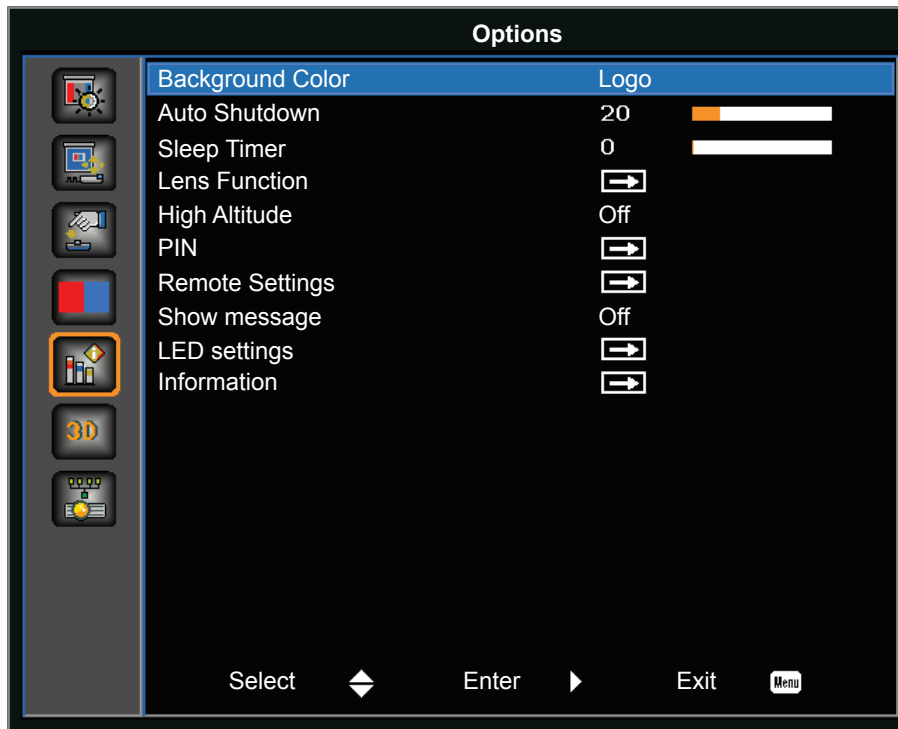 Options
Background Color Logo
Auto Shutdown 20
Sleep Timer 0
Lens Function
High Altitude Off
PIN
Remote Settings
Show message Off
LED settings
Information
3D
Select Enter Exit Menu